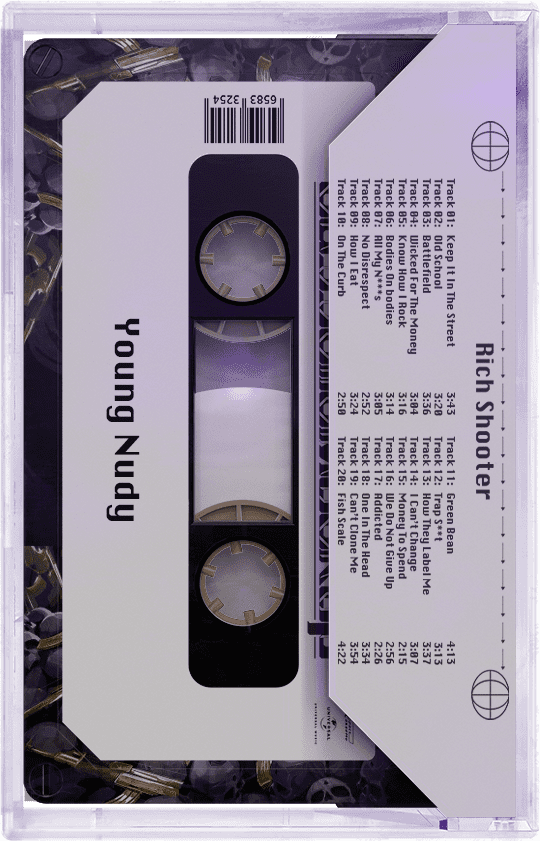 Rich Shooter
Track 01: Keep It In The Street 3:43
Track 02: Old School 3:20
Track 03: Battlefield 3:36
Track 04: Wicked For The Money 3:04
Track 05: Know How I Rock 3:16
Track 06: Bodies On bodies 3:14
Track 07: All My N***s 3:05
Track 08: No Disrespect 2:52
Track 09: How I Eat 3:24
Track 10: On The Curb 2:50
Track 11: Green Bean 4:13
Track 12: Trap S**t 3:13
Track 13: How They Label Me 3:37
Track 14: I Can't Change 3:07
Track 15: Money To Spend 2:15
Track 16: We Do Not Give Up 2:56
Track 17: Addicted 2:26
Track 18: One In The Head 3:34
Track 19: Can't Clone Me 3:54
Track 20: Fish Scale 4:22
UNIVERSAL
UNIVERSAL MUSIC
6583 3254
Young Nudy